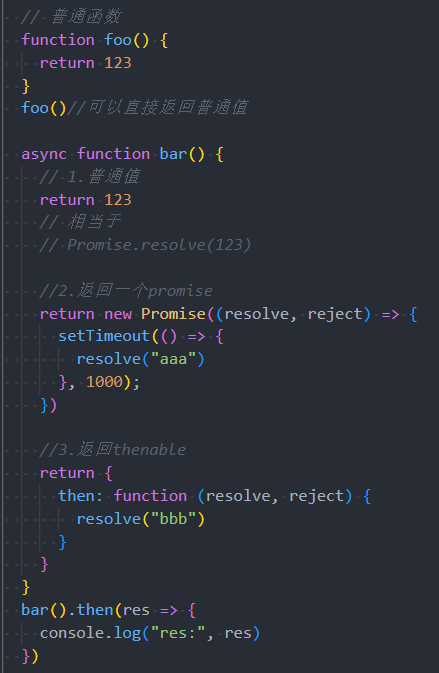 // 普通函数
function foo() {
  return 123
}
foo()//可以直接返回普通值
async function bar() {
  // 1.普通值
  return 123
  // 相当于
  // Promise.resolve(123)
  //2.返回一个promise
  return new Promise((resolve, reject) => {
    setTimeout(() => {
      resolve("aaa")
    }, 1000);
  })
  //3.返回thenable
  return {
    then: function (resolve, reject) {
      resolve("bbb")
    }
  }
}
bar().then(res => {
  console.log("res:", res)
})